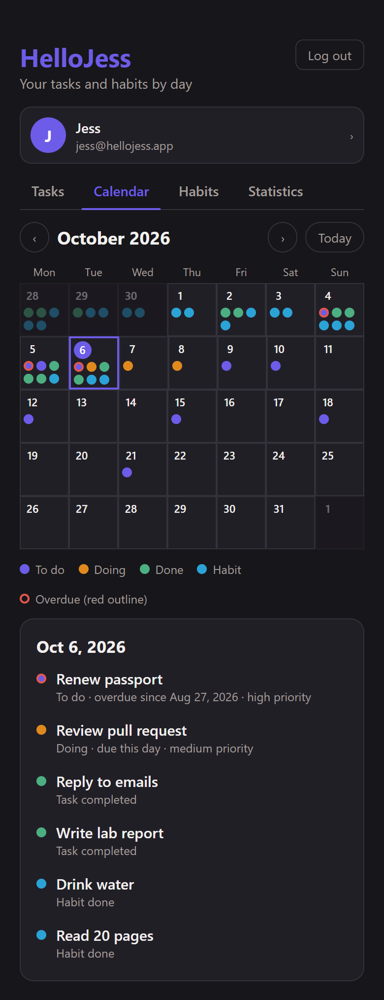 HelloJess
Log out
Your tasks and habits by day
J
Jess
jess@hellojess.app
›
Tasks Calendar Habits Statistics
‹ October 2026 › Today
Mon Tue Wed Thu Fri Sat Sun
28 29 30 1 2 3 4
5 6 7 8 9 10 11
12 13 14 15 16 17 18
19 20 21 22 23 24 25
26 27 28 29 30 31 1
To do Doing Done Habit
Overdue (red outline)
Oct 6, 2026
Renew passport
To do · overdue since Aug 27, 2026 · high priority
Review pull request
Doing · due this day · medium priority
Reply to emails
Task completed
Write lab report
Task completed
Drink water
Habit done
Read 20 pages
Habit done